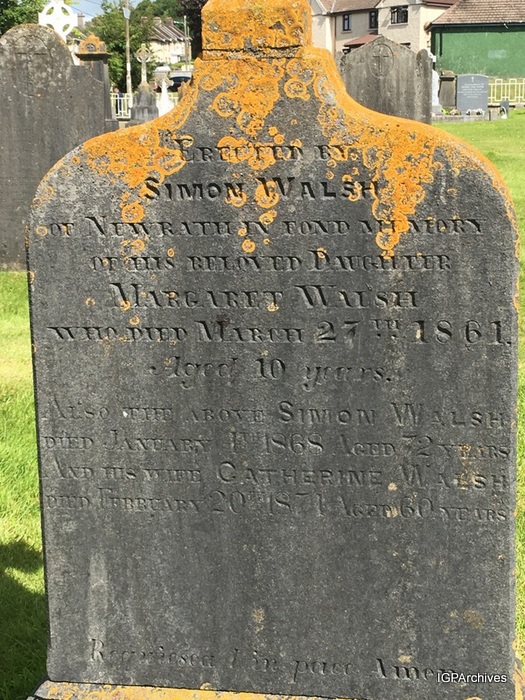 ERECTED BY
SIMON WALSH
OF NEWRATH IN FOND MEMORY
OF HIS BELOVED DAUGHTER
MARGARET WALSH
WHO DIED MARCH 27TH 1861.
Aged 10 years.
ALSO THE ABOVE SIMON WALSH
DIED JANUARY 1868 AGED 72 YEARS
AND HIS WIFE CATHERINE WALSH
DIED FEBRUARY 20TH 1874 AGED 60 YEARS
in pace Amen
IGPArchives